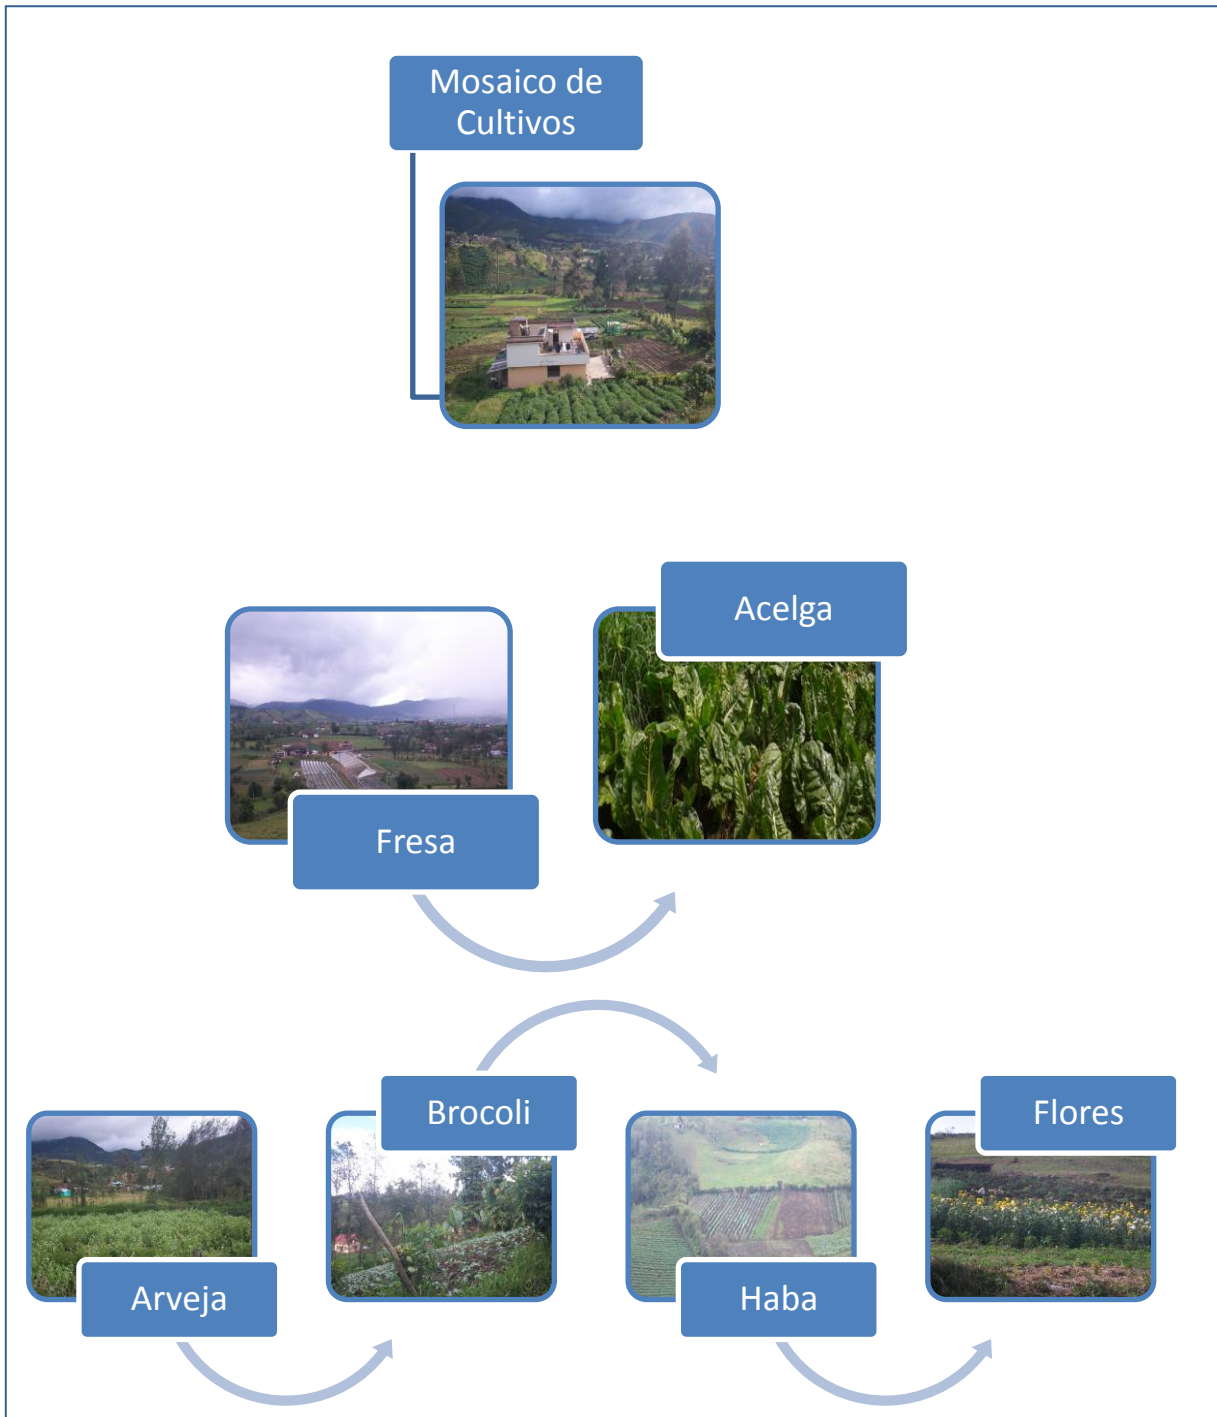 Mosaico de
Cultivos
Acelga
Fresa
Brocoli
Flores
Arveja
Haba